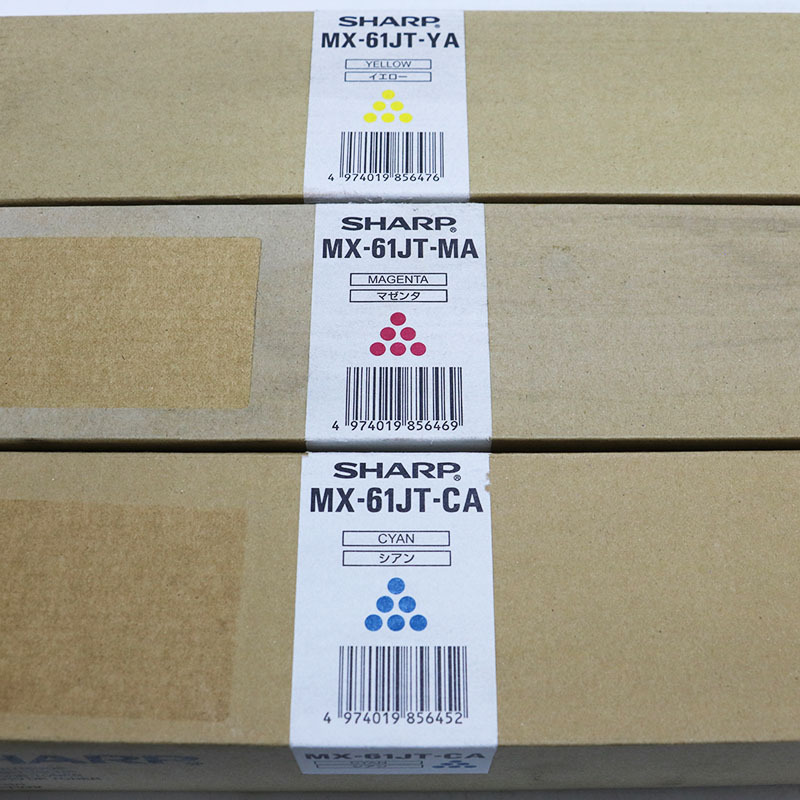 SHARP®
MX-61JT-YA
YELLOW
イエロー
4 974019 856476
SHARP®
MX-61JT-MA
MAGENTA
マゼンタ
4 974019 856469
SHARP®
MX-61JT-CA
CYAN
シアン
4 974019 856452
SHARP
MX-61JT-CA